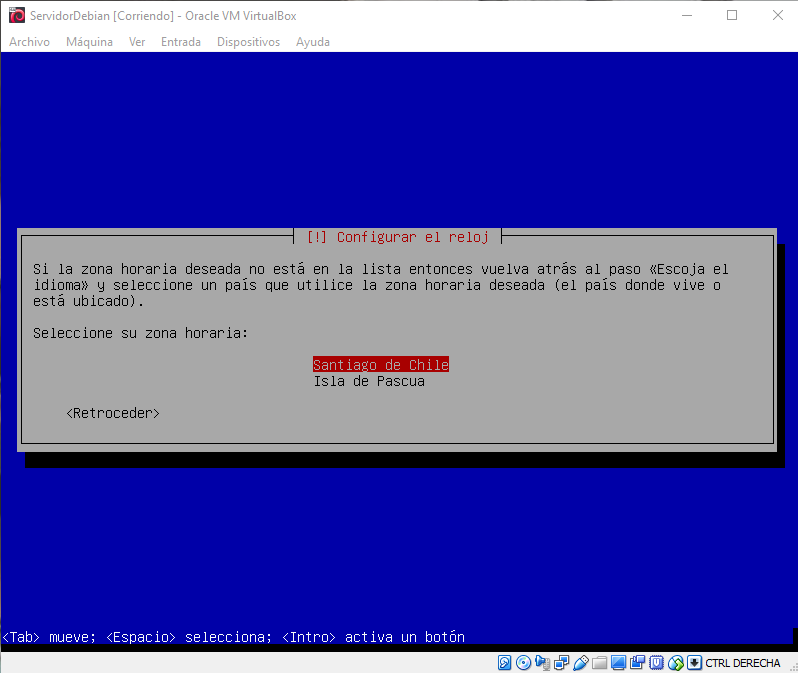 ServidorDebian [Corriendo] - Oracle VM VirtualBox
Archivo Máquina Ver Entrada Dispositivos Ayuda
[!] Configurar el reloj
Si la zona horaria deseada no está en la lista entonces vuelva atrás al paso «Escoja el
idioma» y seleccione un país que utilice la zona horaria deseada (el país donde vive o
está ubicado).
Seleccione su zona horaria:
Santiago de Chile
Isla de Pascua
<Retroceder>
<Tab> mueve; <Espacio> selecciona; <Intro> activa un botón
CTRL DERECHA